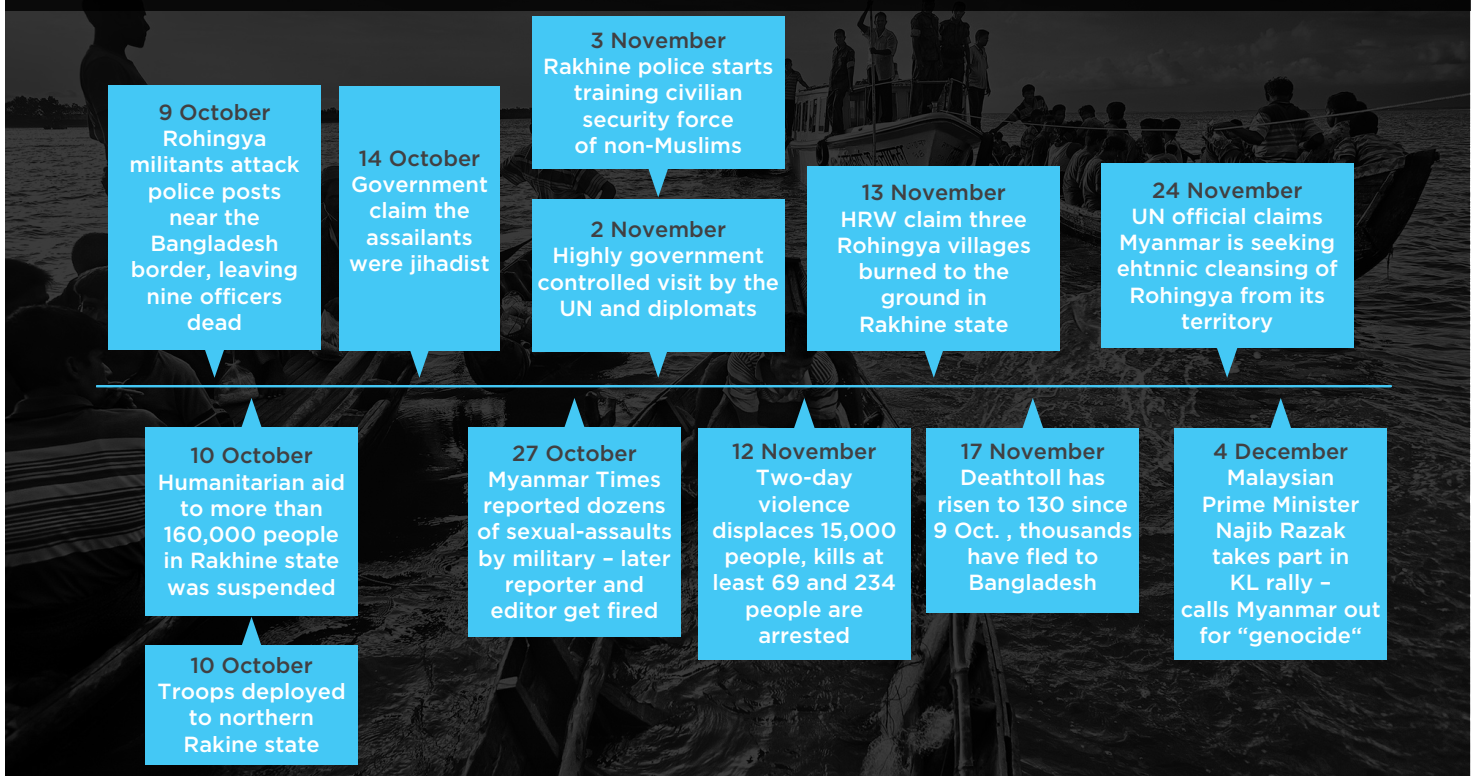 9 October
Rohingya
militants attack
police posts
near the
Bangladesh
border, leaving
nine officers
dead
10 October
Humanitarian aid
to more than
160,000 people
in Rakhine state
was suspended
10 October
Troops deployed
to northern
Rakine state
14 October
Government
claim the
assailants
were jihadist
27 October
Myanmar Times
reported dozens
of sexual-assaults
by military – later
reporter and
editor get fired
3 November
Rakhine police starts
training civilian
security force
of non-Muslims
2 November
Highly government
controlled visit by the
UN and diplomats
12 November
Two-day
violence
displaces 15,000
people, kills at
least 69 and 234
people are
arrested
13 November
HRW claim three
Rohingya villages
burned to the
ground in
Rakhine state
17 November
Deathtoll has
risen to 130 since
9 Oct. , thousands
have fled to
Bangladesh
24 November
UN official claims
Myanmar is seeking
ehtnnic cleansing of
Rohingya from its
territory
4 December
Malaysian
Prime Minister
Najib Razak
takes part in
KL rally –
calls Myanmar out
for “genocide“